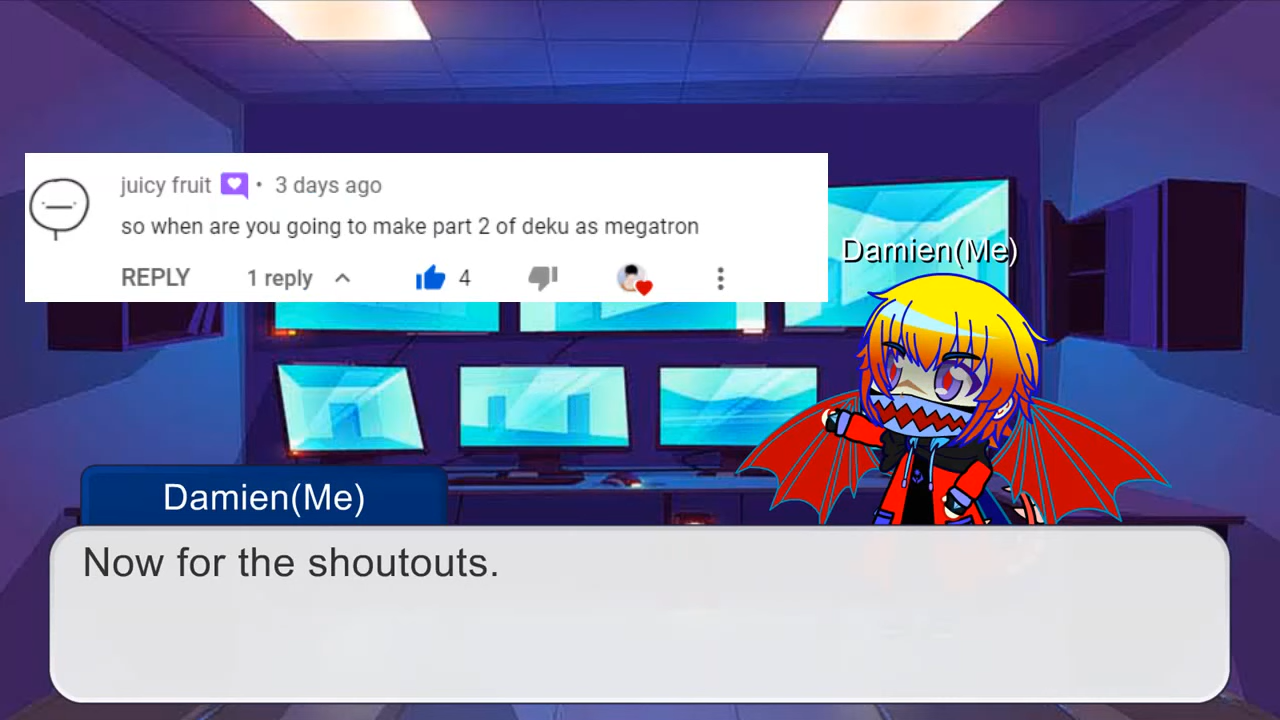 juicy fruit • 3 days ago
so when are you going to make part 2 of deku as megatron
REPLY 1 reply 4
Damien(Me)
Damien(Me)
Now for the shoutouts.